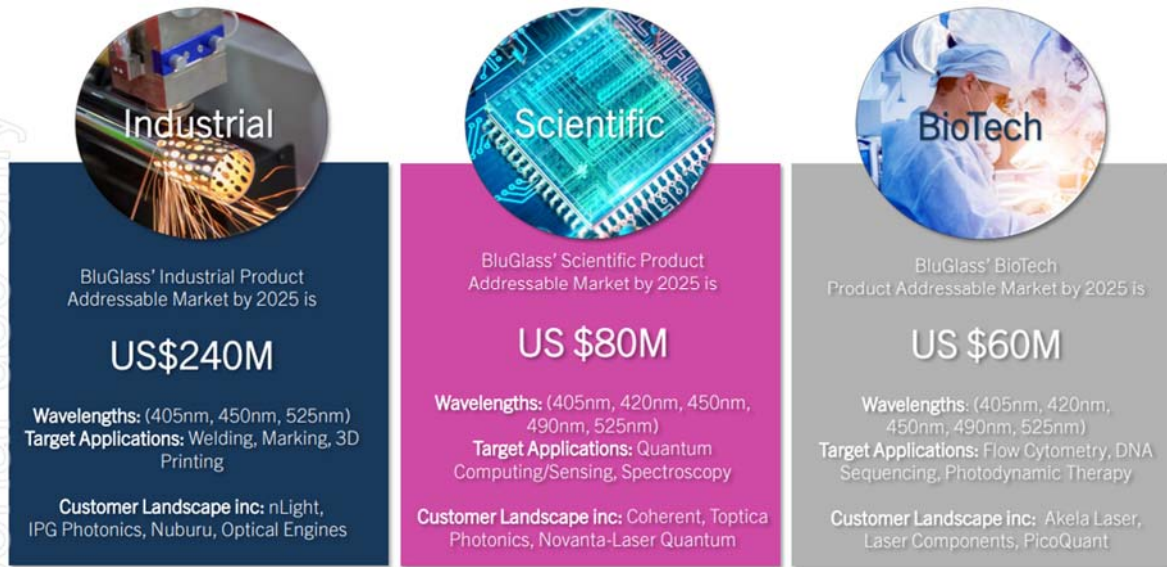 Industrial
BluGlass' Industrial Product
Addressable Market by 2025 is
US$240M
Wavelengths: (405nm, 450nm, 525nm)
Target Applications: Welding, Marking, 3D
Printing
Customer Landscape inc: nLight,
IPG Photonics, Nuburu, Optical Engines
Scientific
BluGlass' Scientific Product
Addressable Market by 2025 is
US $80M
Wavelengths: (405nm, 420nm, 450nm,
490nm, 525nm)
Target Applications: Quantum
Computing/Sensing, Spectroscopy
Customer Landscape inc: Coherent, Toptica
Photonics, Novanta-Laser Quantum
BioTech
BluGlass' BioTech
Product Addressable Market by 2025 is
US $60M
Wavelengths: (405nm, 420nm,
450nm, 490nm, 525nm)
Target Applications: Flow Cytometry, DNA
Sequencing, Photodynamic Therapy
Customer Landscape inc: Akela Laser,
Laser Components, PicoQuant